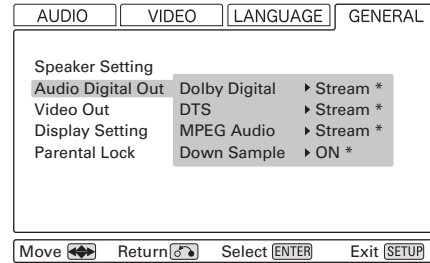 AUDIO VIDEO LANGUAGE GENERAL
Speaker Setting
Audio Digital Out Dolby Digital Stream *
Video Out DTS Stream *
Display Setting MPEG Audio Stream *
Parental Lock Down Sample ON *
Move Return Select ENTER Exit SETUP